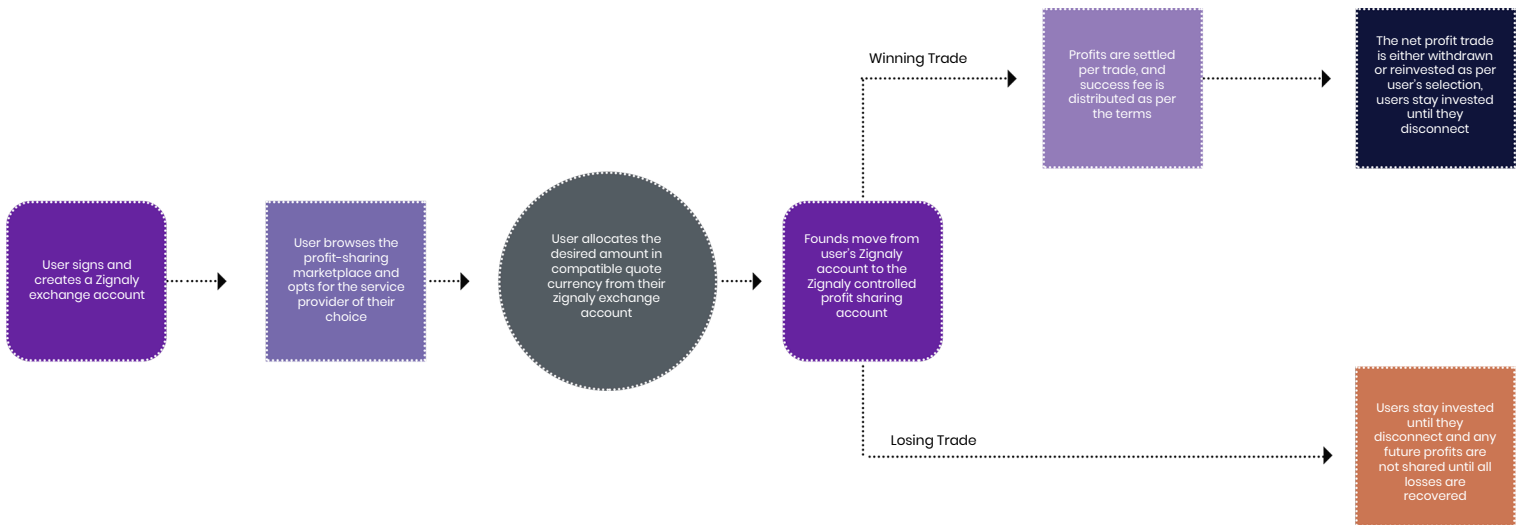 User signs and
creates a Zignaly
exchange account
User browses the
profit-sharing
marketplace and
opts for the service
provider of their
choice
User allocates the
desired amount in
compatible quote
currency from their
zignaly exchange
account
Founds move from
user's Zignaly
account to the
Zignaly controlled
profit sharing
account
Winning Trade
Profits are settled
per trade, and
success fee is
distributed as per
the terms
The net profit trade
is either withdrawn
or reinvested as per
user's selection,
users stay invested
until they
disconnect
Losing Trade
Users stay invested
until they
disconnect and any
future profits are
not shared until all
losses are
recovered